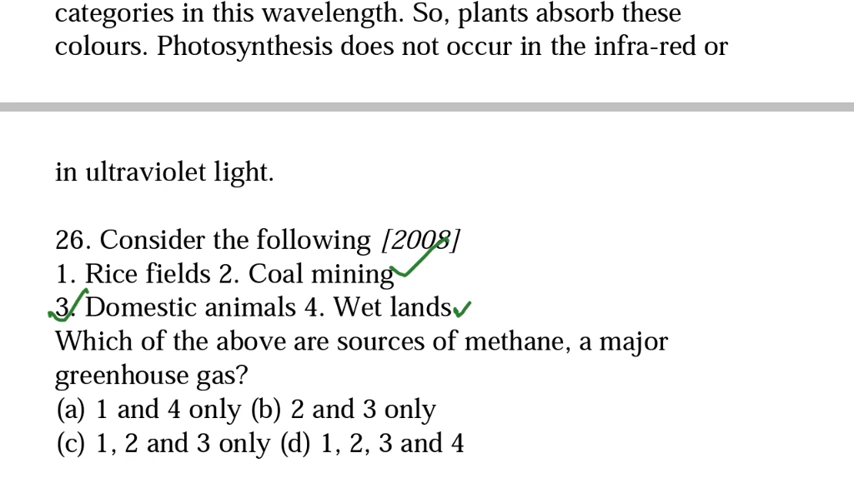 categories in this wavelength. So, plants absorb these
colours. Photosynthesis does not occur in the infra-red or
in ultraviolet light.
26. Consider the following [2008]
1. Rice fields 2. Coal mining
3. Domestic animals 4. Wet lands
Which of the above are sources of methane, a major
greenhouse gas?
(a) 1 and 4 only (b) 2 and 3 only
(c) 1, 2 and 3 only (d) 1, 2, 3 and 4